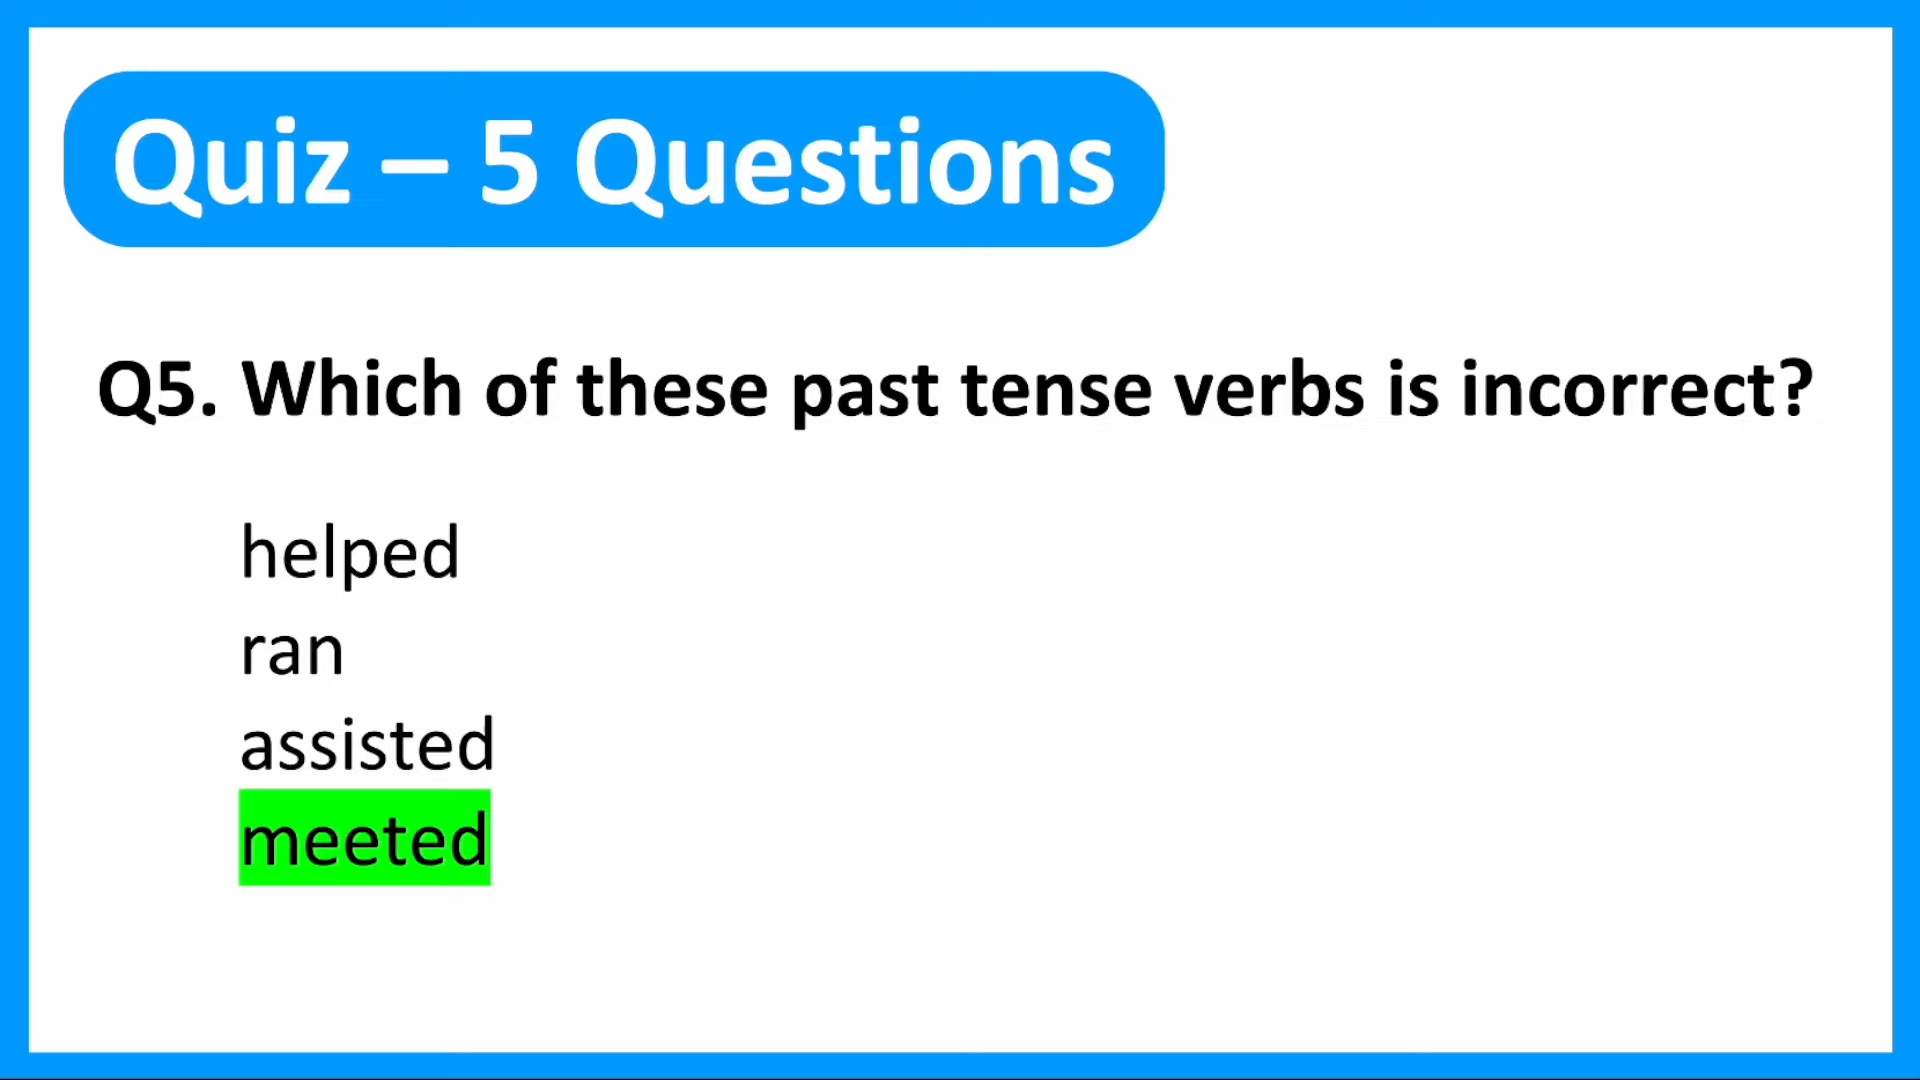 Quiz – 5 Questions
Q5. Which of these past tense verbs is incorrect?
helped
ran
assisted
meeted